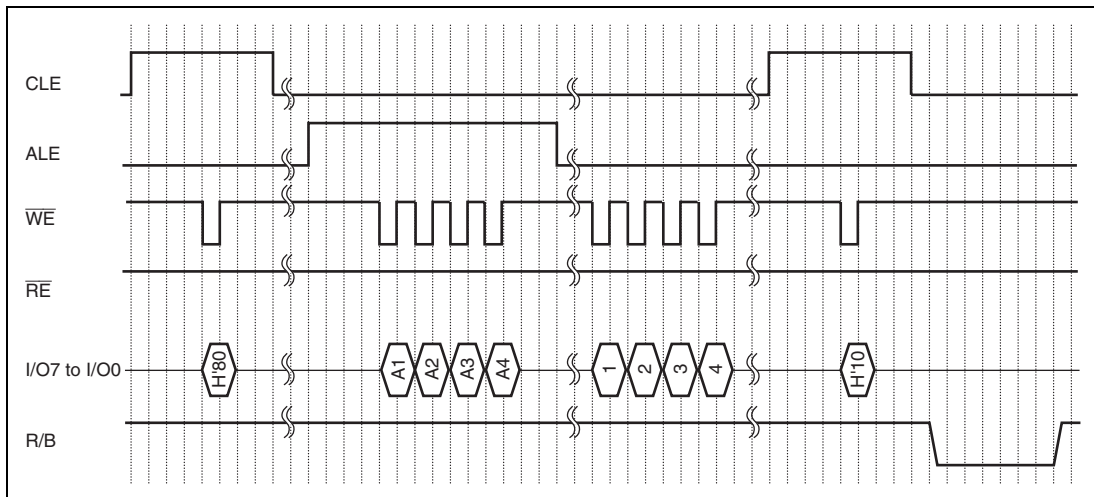 CLE
ALE
WE
RE
I/O7 to I/O0 H'80 A1 A2 A3 A4 1 2 3 4 H'10
R/B